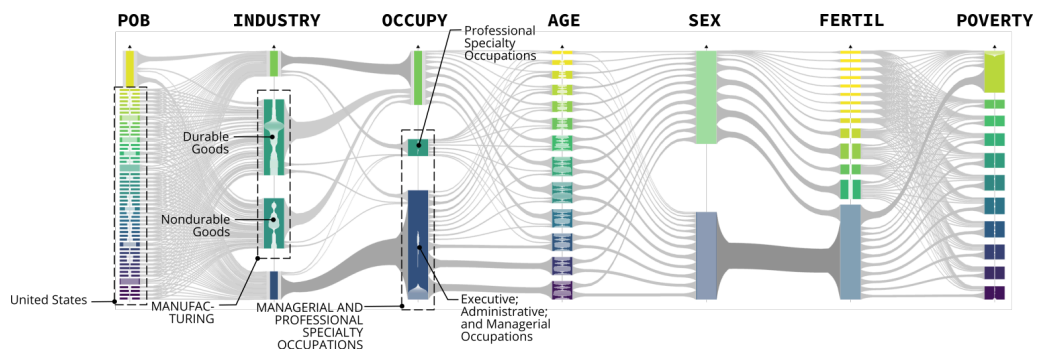 POB INDUSTRY OCCUPY AGE SEX FERTIL POVERTY
Professional
Specialty
Occupations
Durable
Goods
Nondurable
Goods
United States
MANUFAC-
TURING
MANAGERIAL AND
PROFESSIONAL
SPECIALTY
OCCUPATIONS
Executive;
Administrative;
and Managerial
Occupations